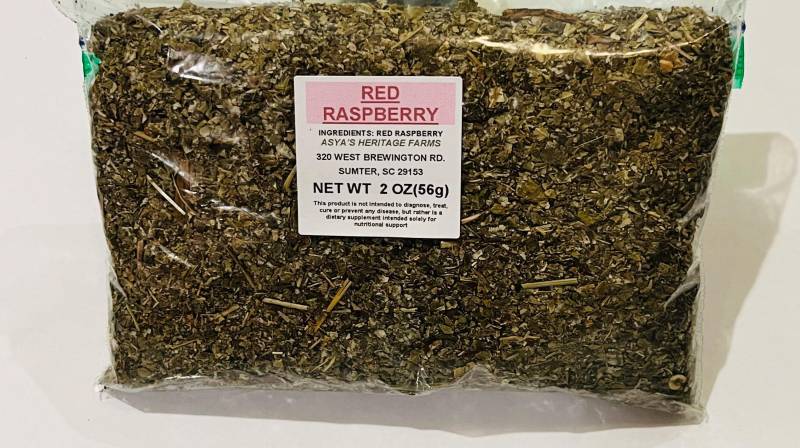 RED
RASPBERRY
INGREDIENTS: RED RASPBERRY
ASYA'S HERITAGE FARMS
320 WEST BREWINGTON RD.
SUMTER, SC 29153
NET WT 2 OZ(56g)
This product is not intended to diagnose, treat,
cure or prevent any disease, but rather is a
dietary supplement intended solely for
nutritional support